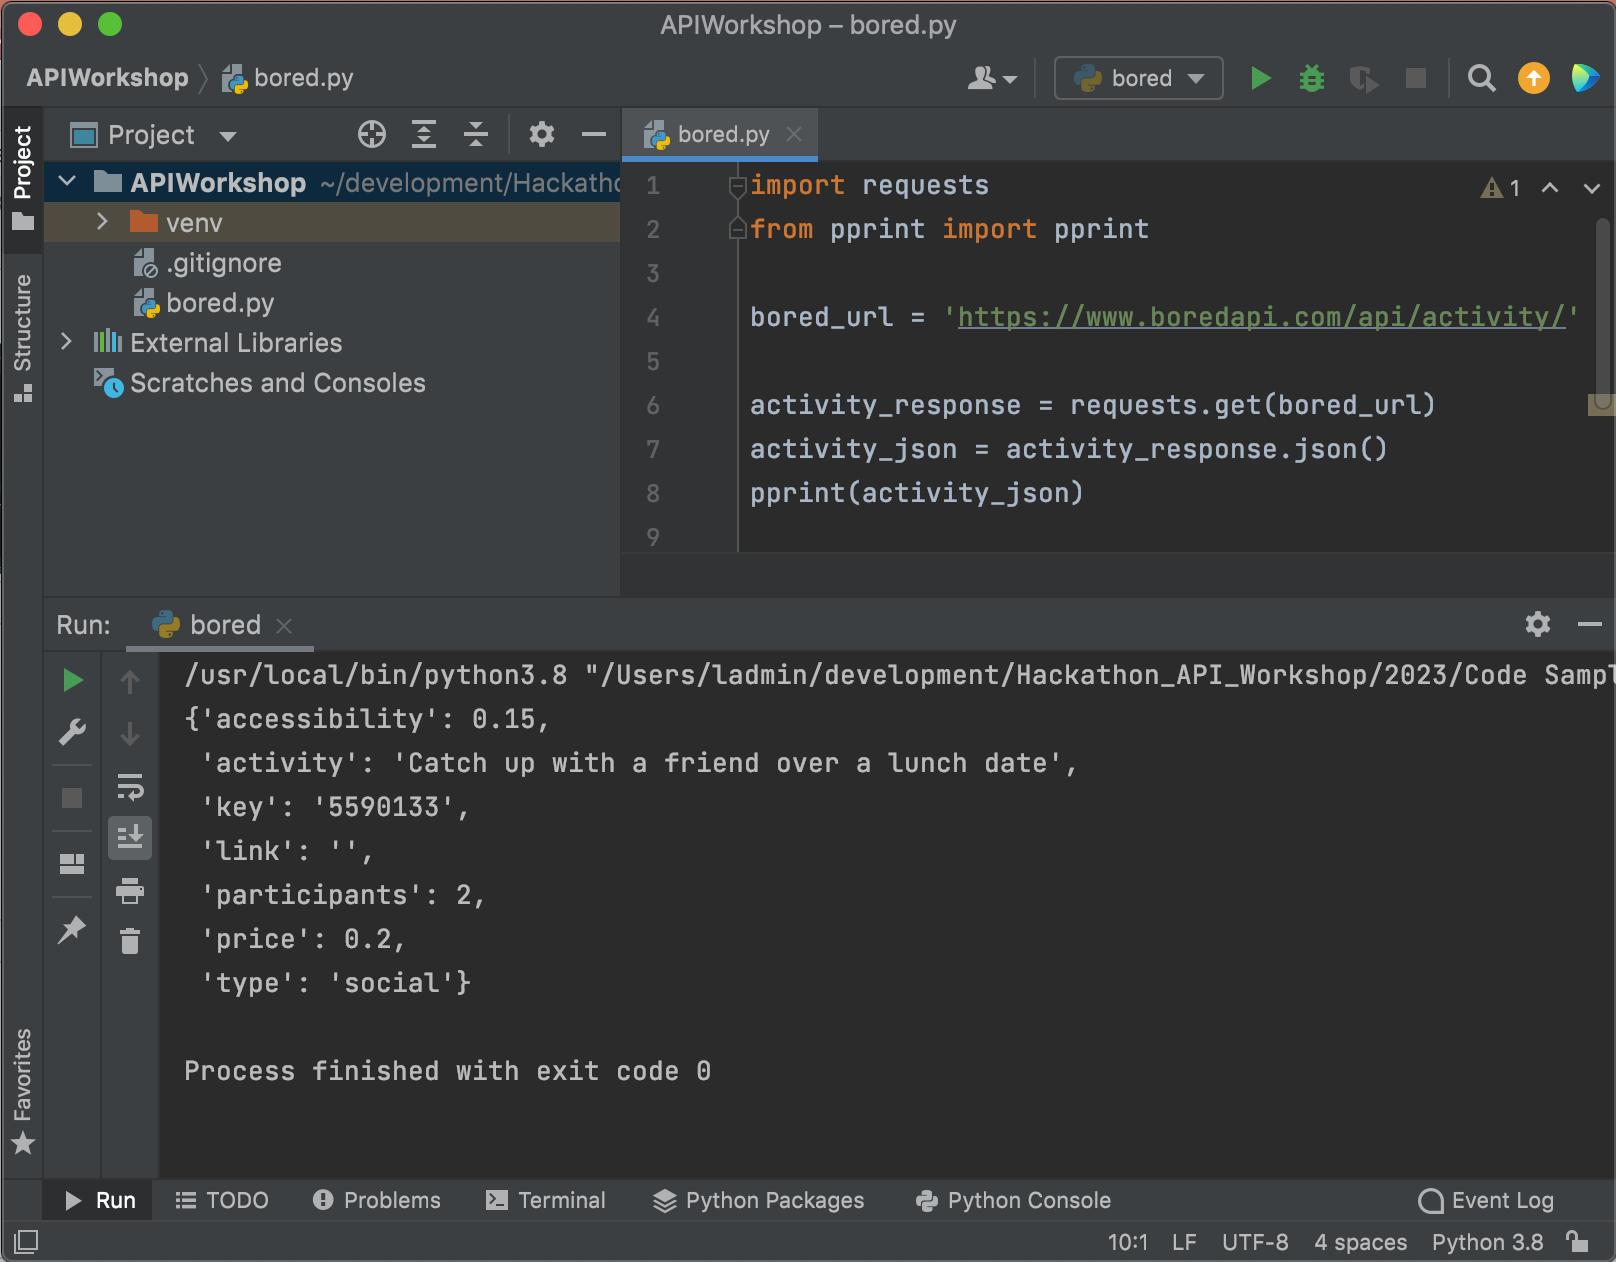 APIWorkshop – bored.py
APIWorkshop bored.py
bored
Project
bored.py
Project
Structure
Favorites
APIWorkshop ~/development/Hackatho
venv
.gitignore
bored.py
External Libraries
Scratches and Consoles
1 import requests
2 from pprint import pprint
3
4 bored_url = 'https://www.boredapi.com/api/activity/'
5
6 activity_response = requests.get(bored_url)
7 activity_json = activity_response.json()
8 pprint(activity_json)
9
1
Run: bored
/usr/local/bin/python3.8 "/Users/ladmin/development/Hackathon_API_Workshop/2023/Code Sampl
{'accessibility': 0.15,
 'activity': 'Catch up with a friend over a lunch date',
 'key': '5590133',
 'link': '',
 'participants': 2,
 'price': 0.2,
 'type': 'social'}
Process finished with exit code 0
Run TODO Problems Terminal Python Packages Python Console Event Log
10:1 LF UTF-8 4 spaces Python 3.8